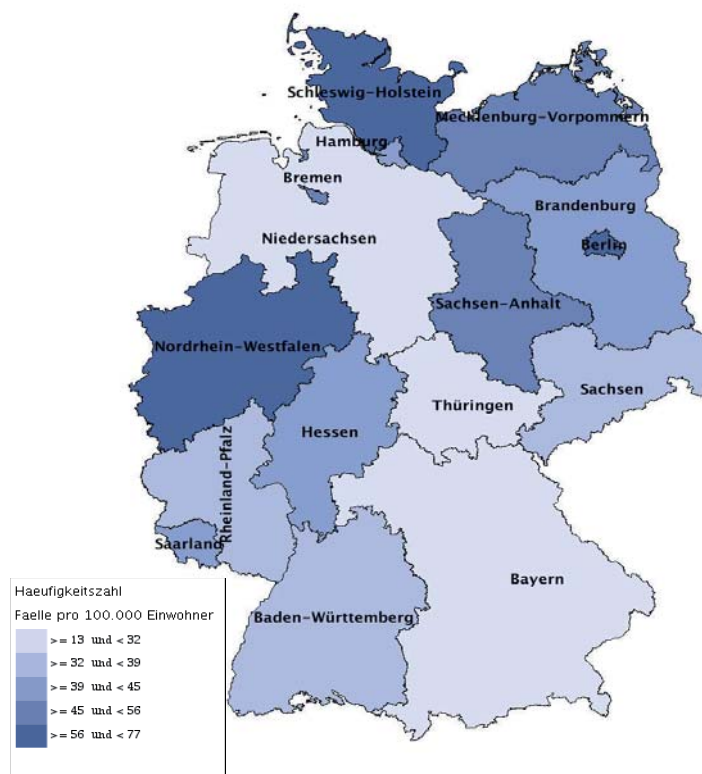 Schleswig-Holstein
Mecklenburg-Vorpommern
Hamburg
Bremen
Brandenburg
Niedersachsen
Berlin
Sachsen-Anhalt
Nordrhein-Westfalen
Sachsen
Thüringen
Hessen
Rheinland-Pfalz
Saarland
Bayern
Baden-Württemberg
Haeufigkeitszahl
Faelle pro 100.000 Einwohner
>= 13 und < 32
>= 32 und < 39
>= 39 und < 45
>= 45 und < 56
>= 56 und < 77